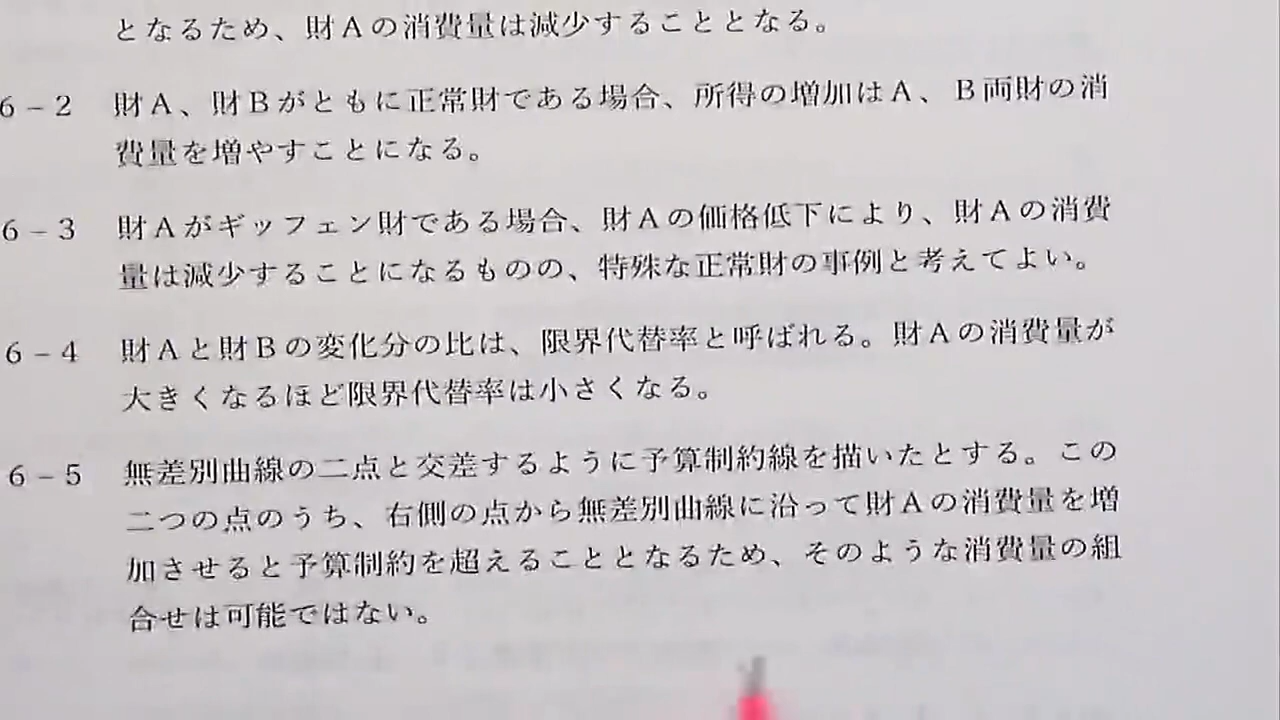 となるため、財Aの消費量は減少することとなる。
6－2 財A、財Bがともに正常財である場合、所得の増加はA、B両財の消
費量を増やすことになる。
6－3 財Aがギッフェン財である場合、財Aの価格低下により、財Aの消費
量は減少することになるものの、特殊な正常財の事例と考えてよい。
6－4 財Aと財Bの変化分の比は、限界代替率と呼ばれる。財Aの消費量が
大きくなるほど限界代替率は小さくなる。
6－5 無差別曲線の二点と交差するように予算制約線を描いたとする。この
二つの点のうち、右側の点から無差別曲線に沿って財Aの消費量を増
加させると予算制約を超えることとなるため、そのような消費量の組
合せは可能ではない。